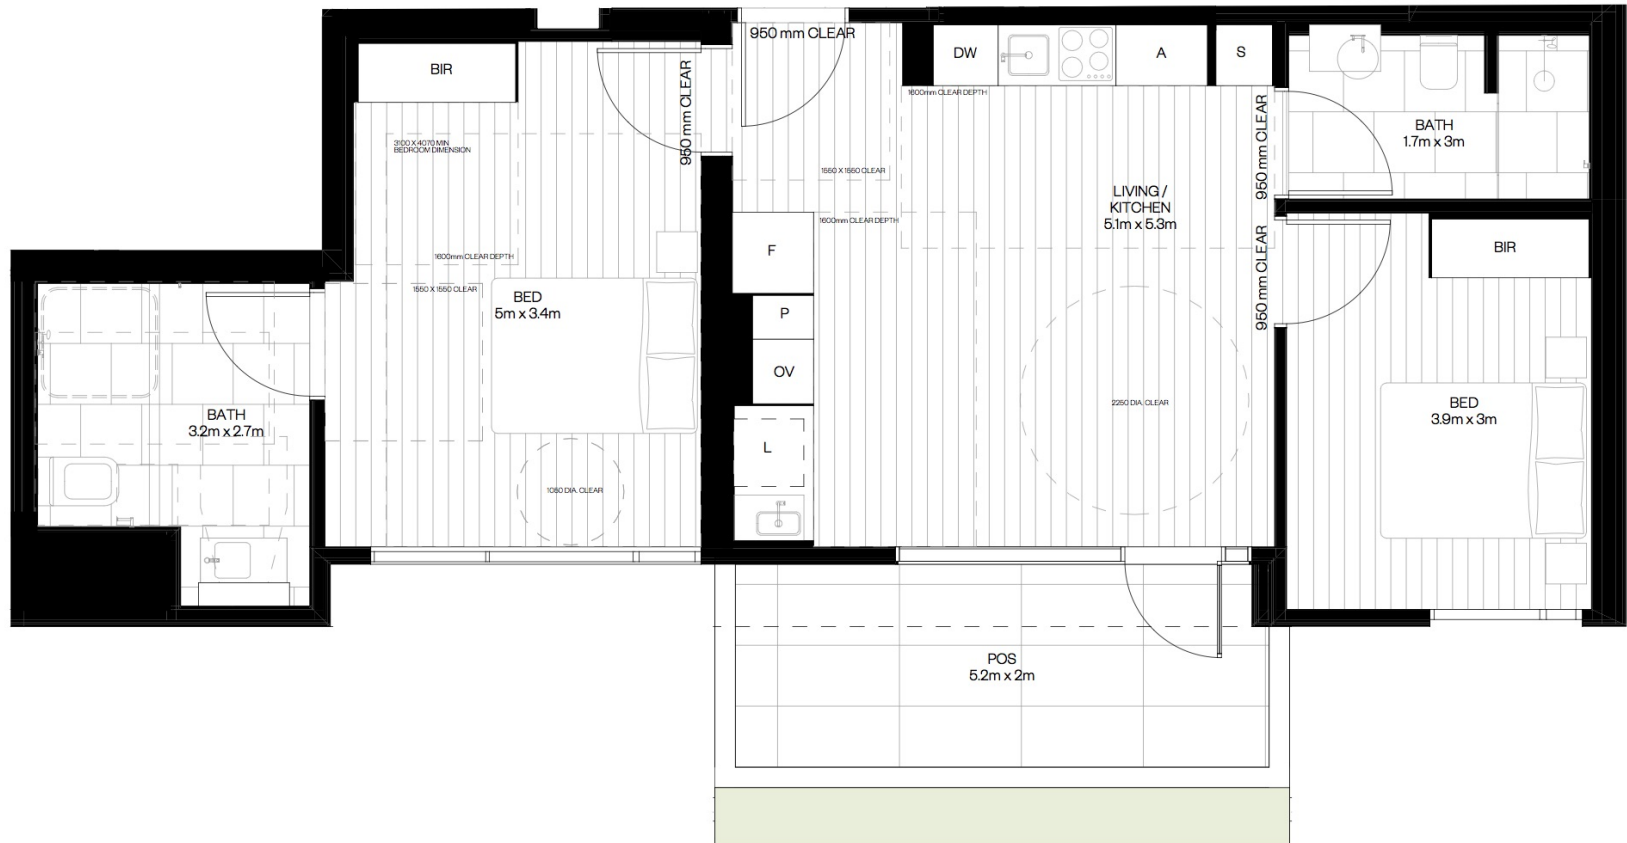 BIR
950 mm CLEAR
950 mm CLEAR
3100 X 4070 MIN
BEDROOM DIMENSION
1600mm CLEAR DEPTH
1550 X 1550 CLEAR
BED
5m x 3.4m
1050 DIA. CLEAR
BATH
3.2m x 2.7m
DW
A
S
1600mm CLEAR DEPTH
1550 X 1550 CLEAR
1600mm CLEAR DEPTH
LIVING /
KITCHEN
5.1m x 5.3m
F
P
OV
L
2250 DIA. CLEAR
950 mm CLEAR
950 mm CLEAR
BATH
1.7m x 3m
BIR
BED
3.9m x 3m
POS
5.2m x 2m